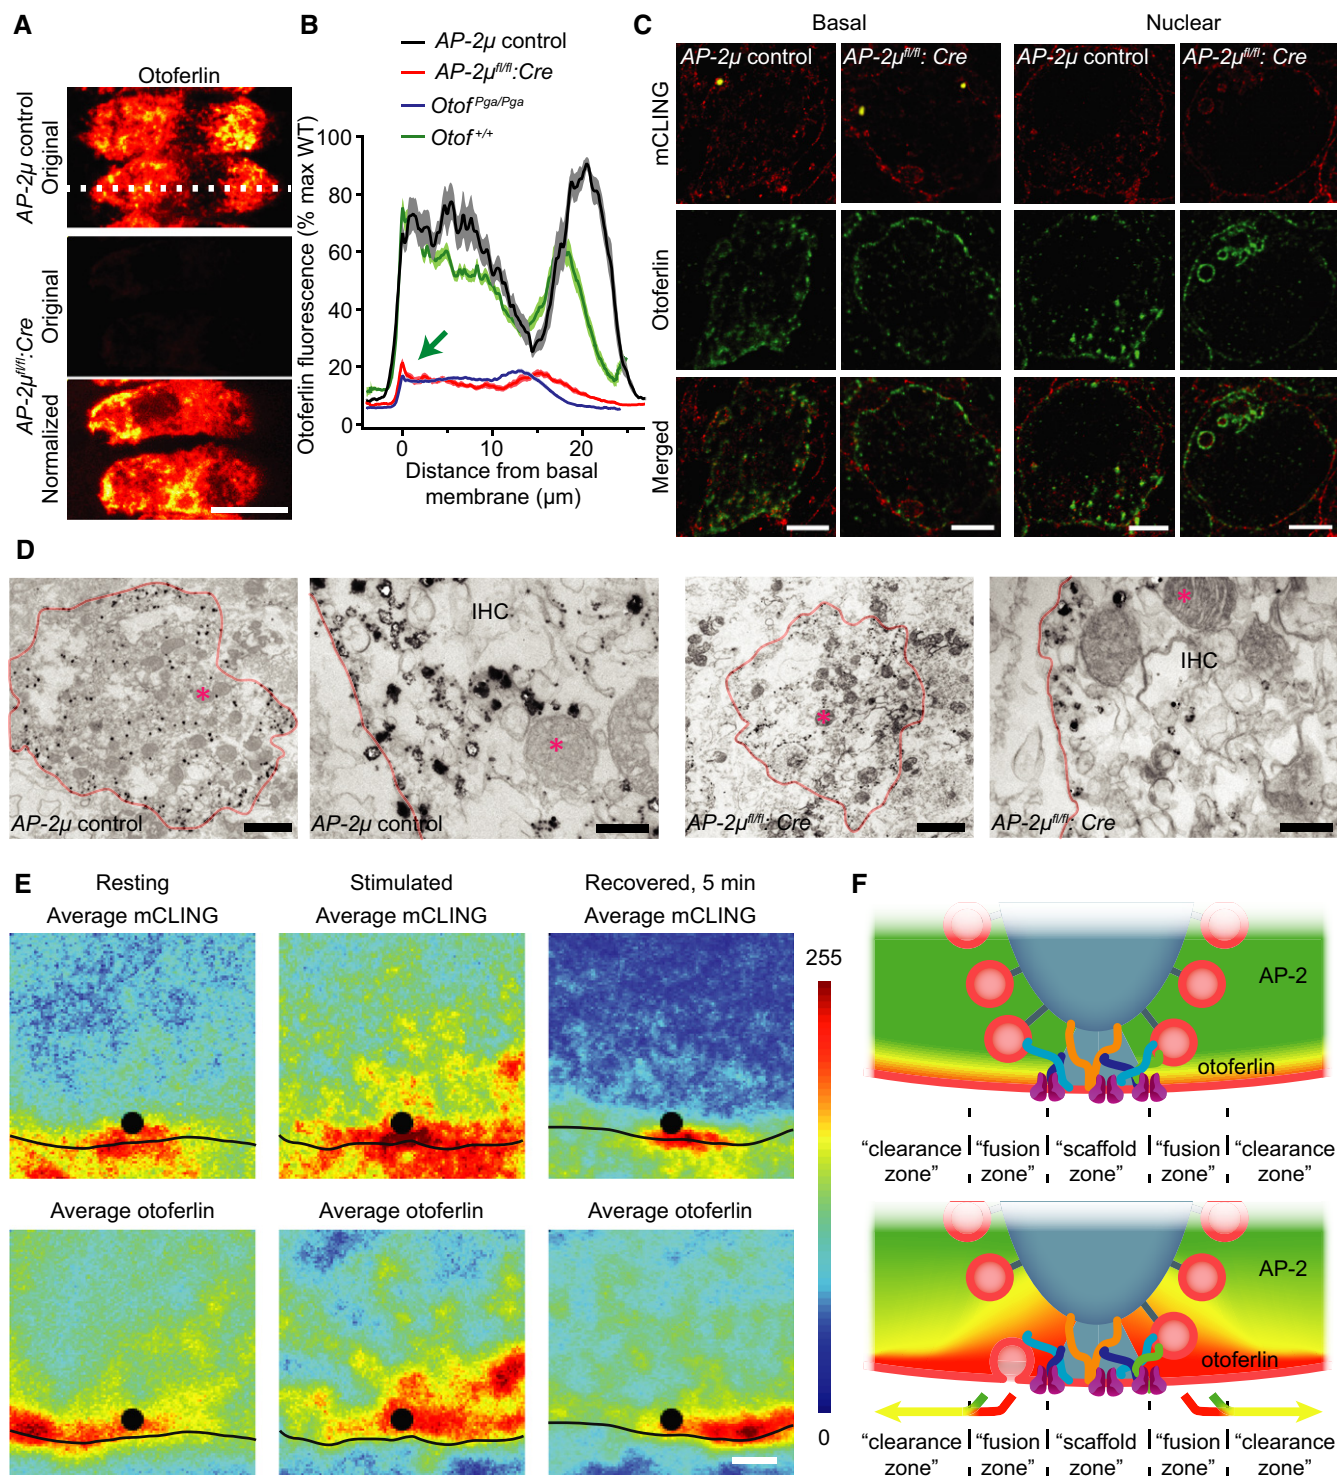 A
Otoferlin
AP-2μ control
Original
AP-2μfl/fl:Cre
Original
Normalized
B
AP-2μ control
AP-2μfl/fl:Cre
Otof Pga/Pga
Otof +/+
Otoferlin fluorescence (% max WT)
100
80
60
40
20
0
0 10 20
Distance from basal
membrane (µm)
C
Basal Nuclear
AP-2μ control AP-2μfl/fl: Cre AP-2μ control AP-2μfl/fl: Cre
mCLING
Otoferlin
Merged
D
IHC
IHC
* * * *
AP-2μ control AP-2μ control AP-2μfl/fl: Cre AP-2μfl/fl: Cre
E
Resting Stimulated Recovered, 5 min
Average mCLING Average mCLING Average mCLING
255
0
Average otoferlin Average otoferlin Average otoferlin
F
AP-2
otoferlin
“clearance “fusion “scaffold “fusion “clearance
zone” zone” zone” zone” zone”
AP-2
otoferlin
“clearance “fusion “scaffold “fusion “clearance
zone” zone” zone” zone” zone”